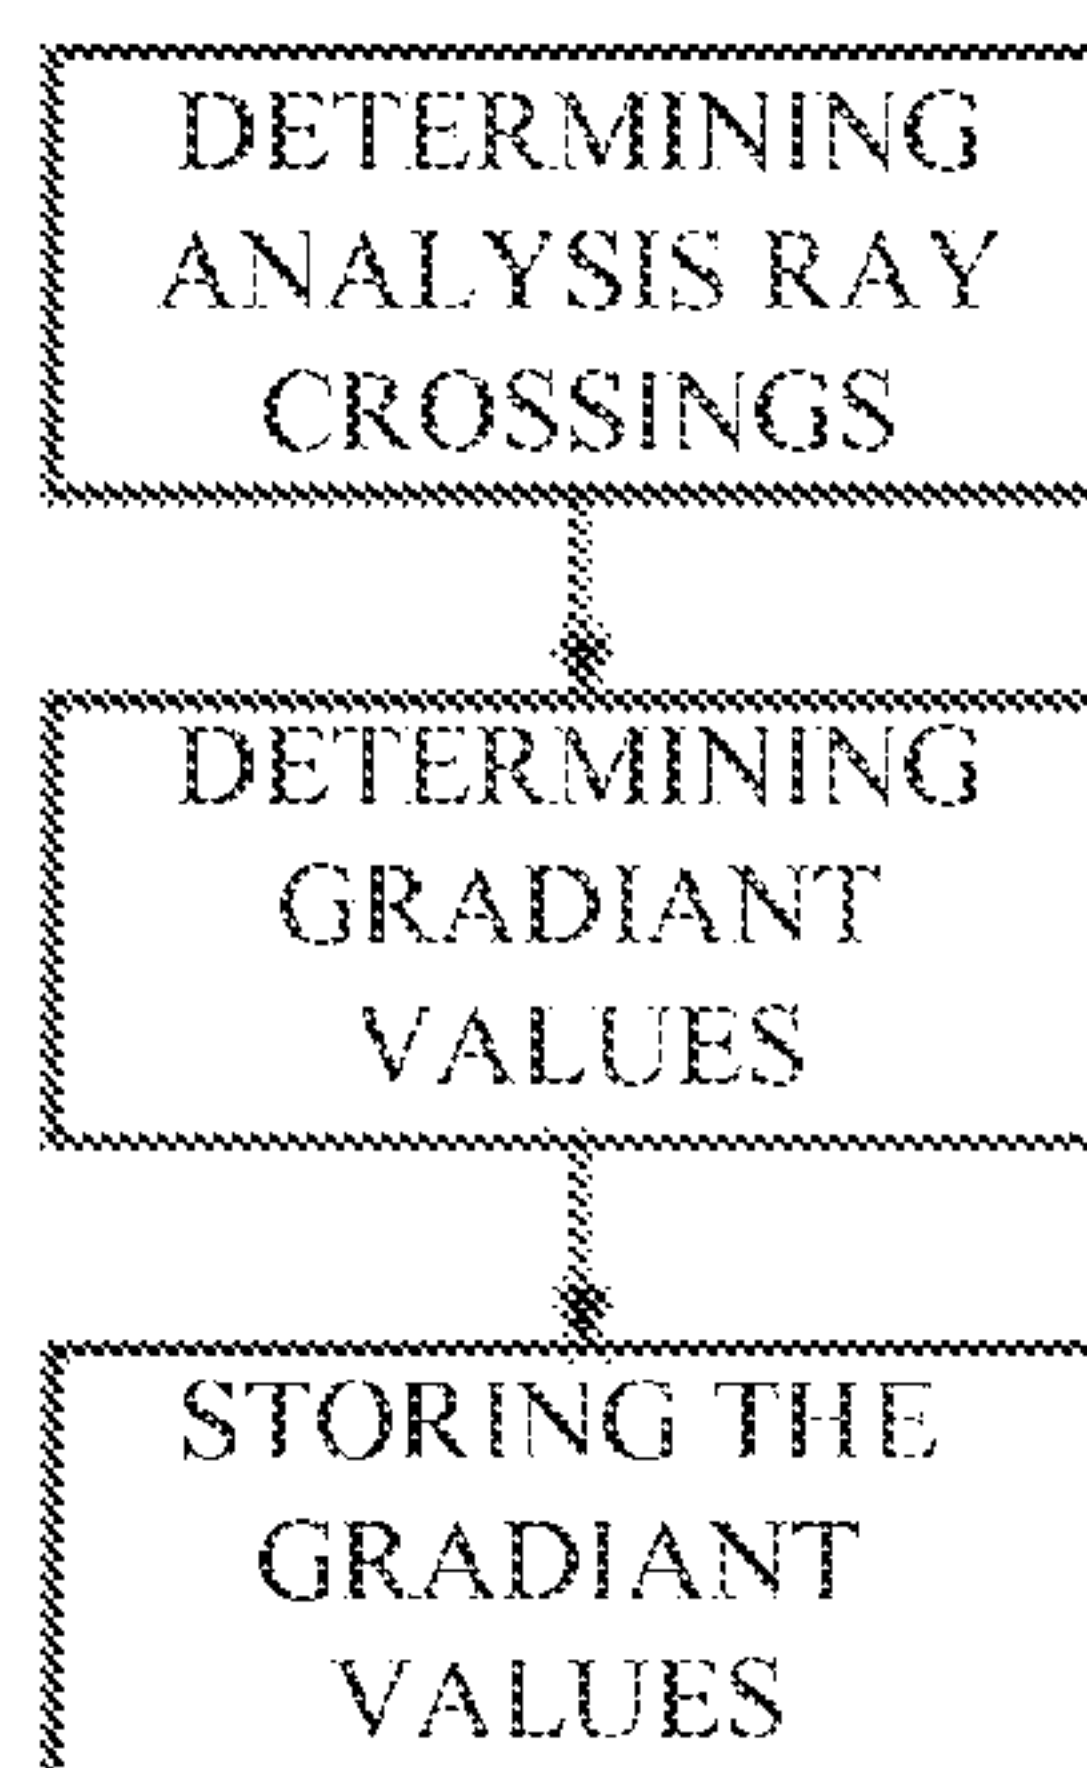 DETERMINING
ANALYSIS RAY
CROSSINGS
DETERMINING
GRADIANT
VALUES
STORING THE
GRADIANT
VALUES